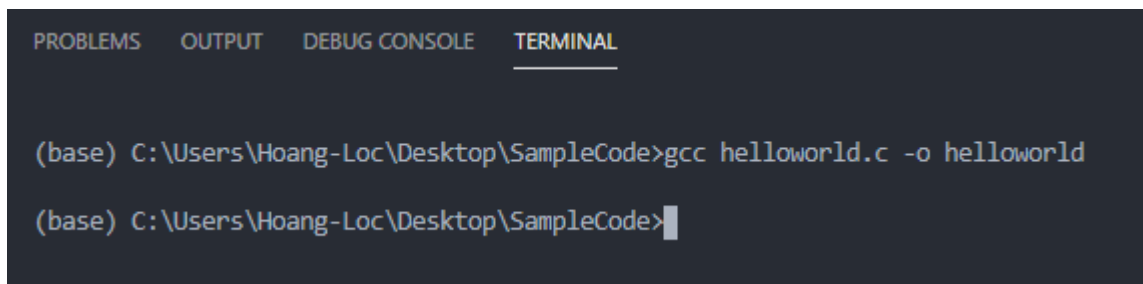 PROBLEMS OUTPUT DEBUG CONSOLE TERMINAL
(base) C:\Users\Hoang-Loc\Desktop\SampleCode>gcc helloworld.c -o helloworld
(base) C:\Users\Hoang-Loc\Desktop\SampleCode>